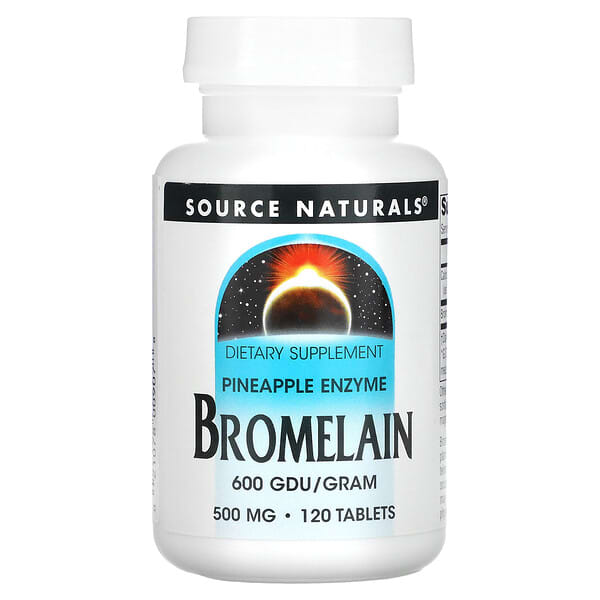 SOURCE NATURALS®
DIETARY SUPPLEMENT
PINEAPPLE ENZYME
BROMELAIN
600 GDU/GRAM
500 MG • 120 TABLETS